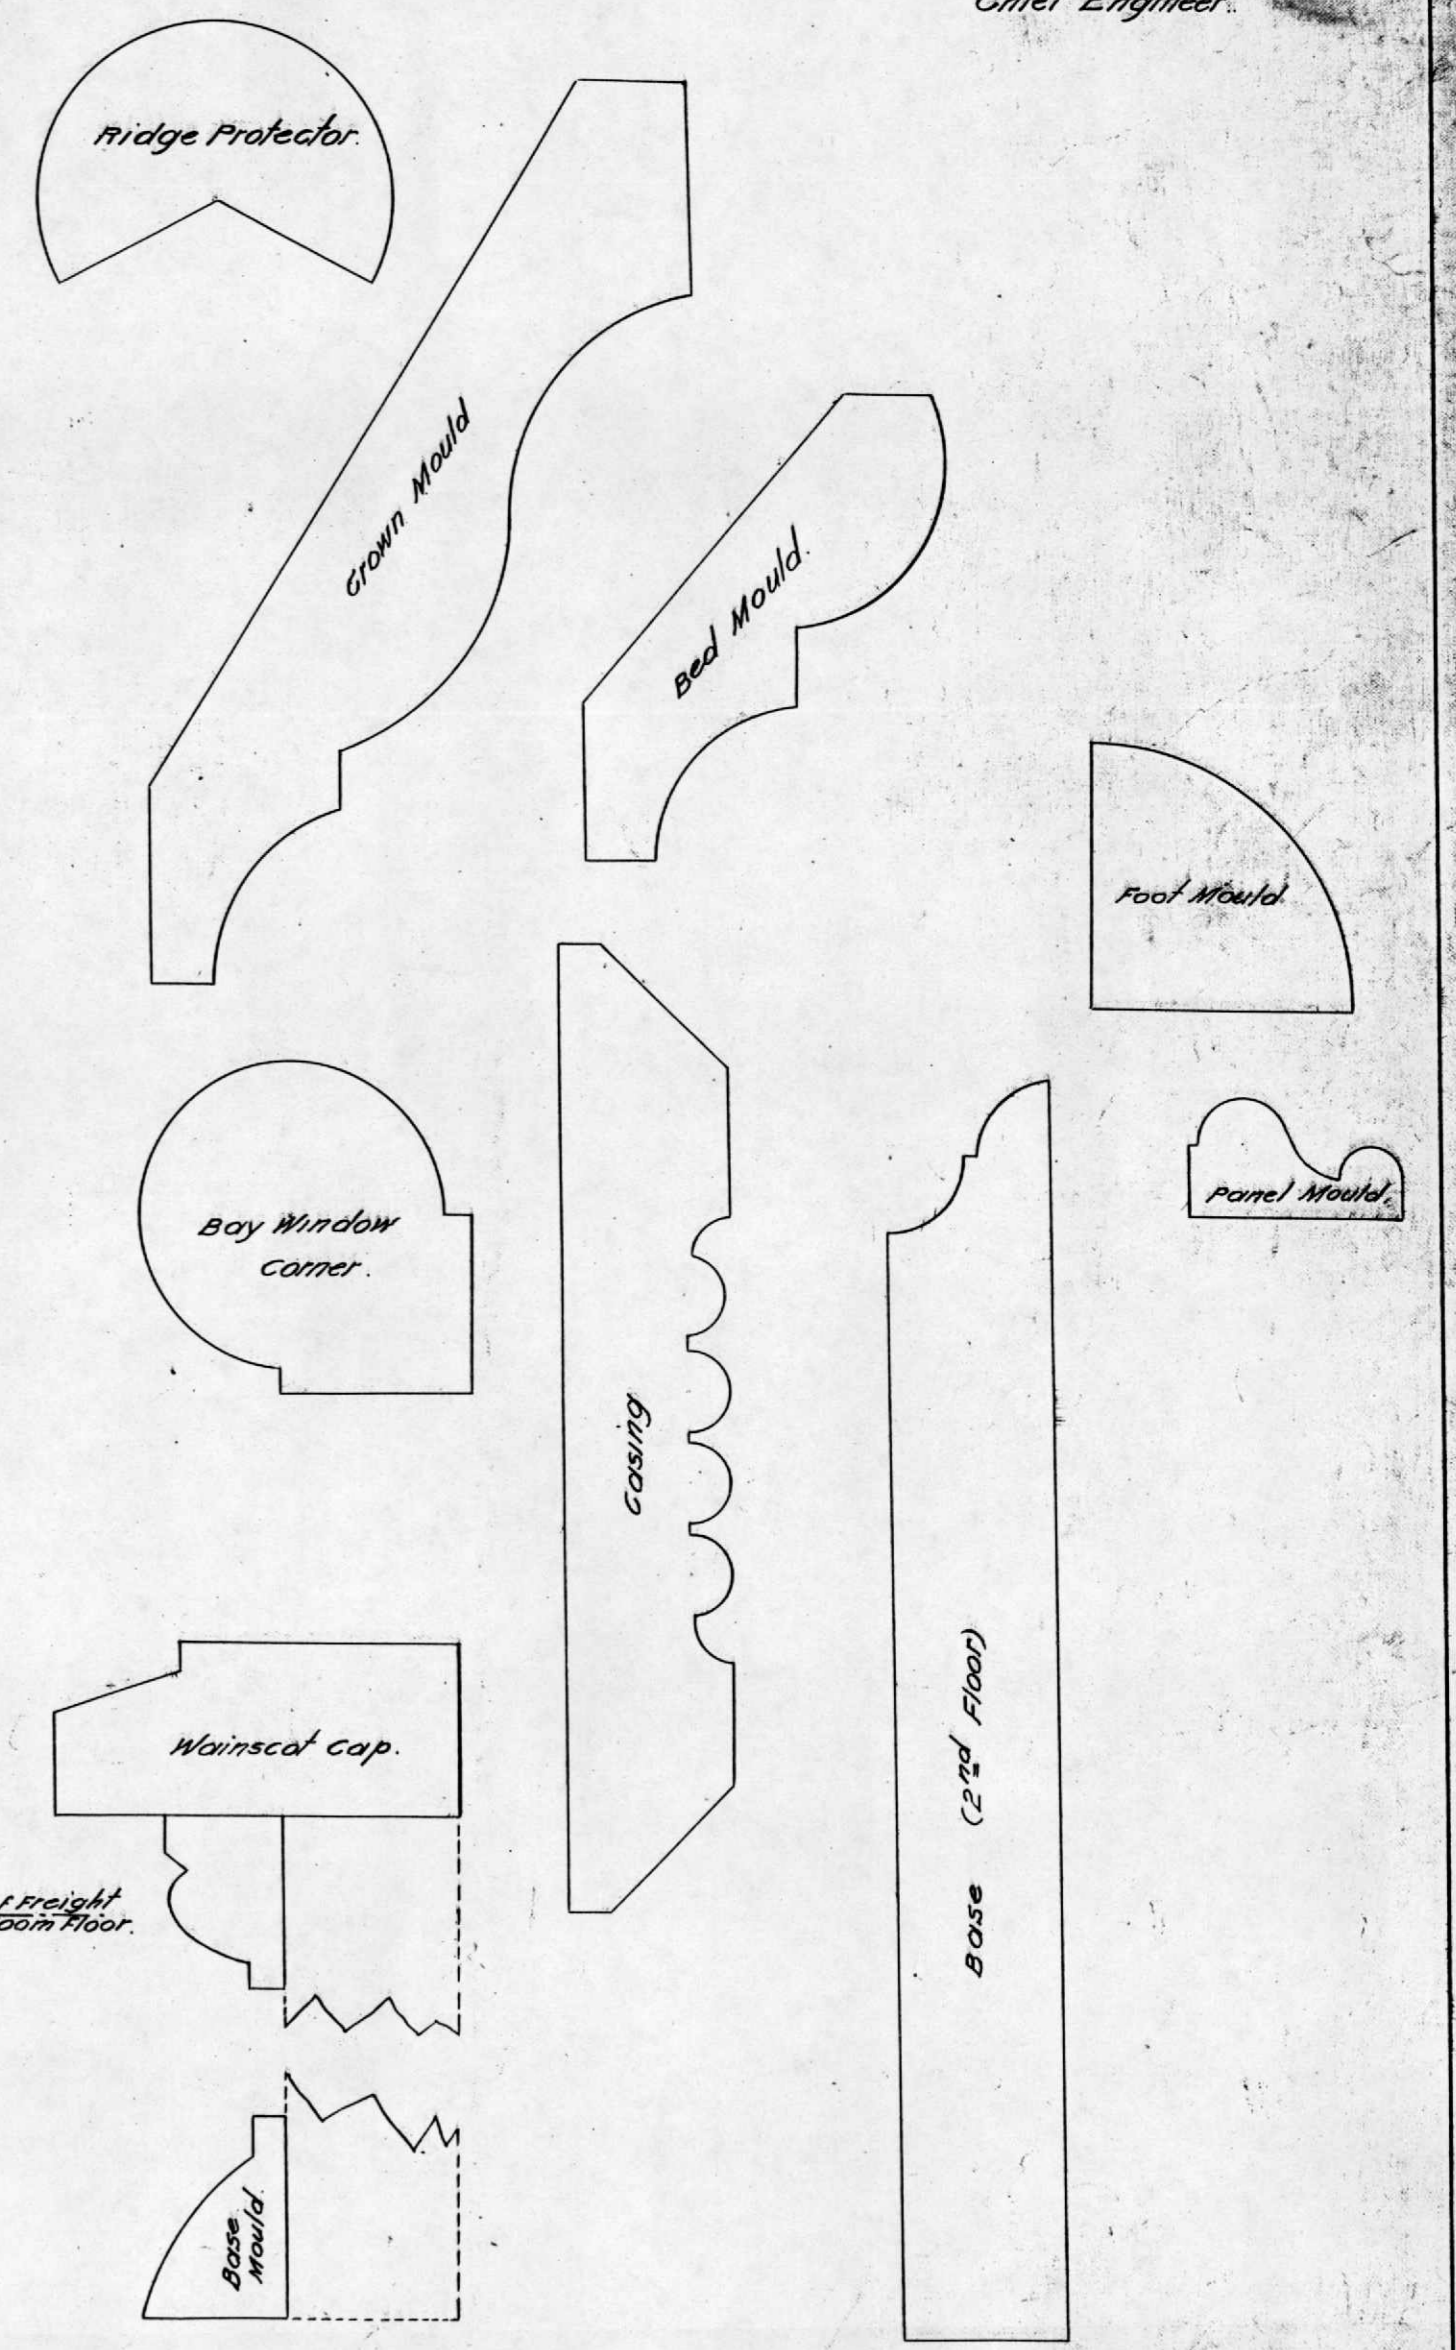 Chief Engineer.
Ridge Protector.
Crown Mould
Bed Mould.
Foot Mould.
Bay Window
Corner.
Panel Mould.
Casing
Base (2nd Floor)
Wainscot Cap.
f Freight
oom Floor.
Base
Mould.